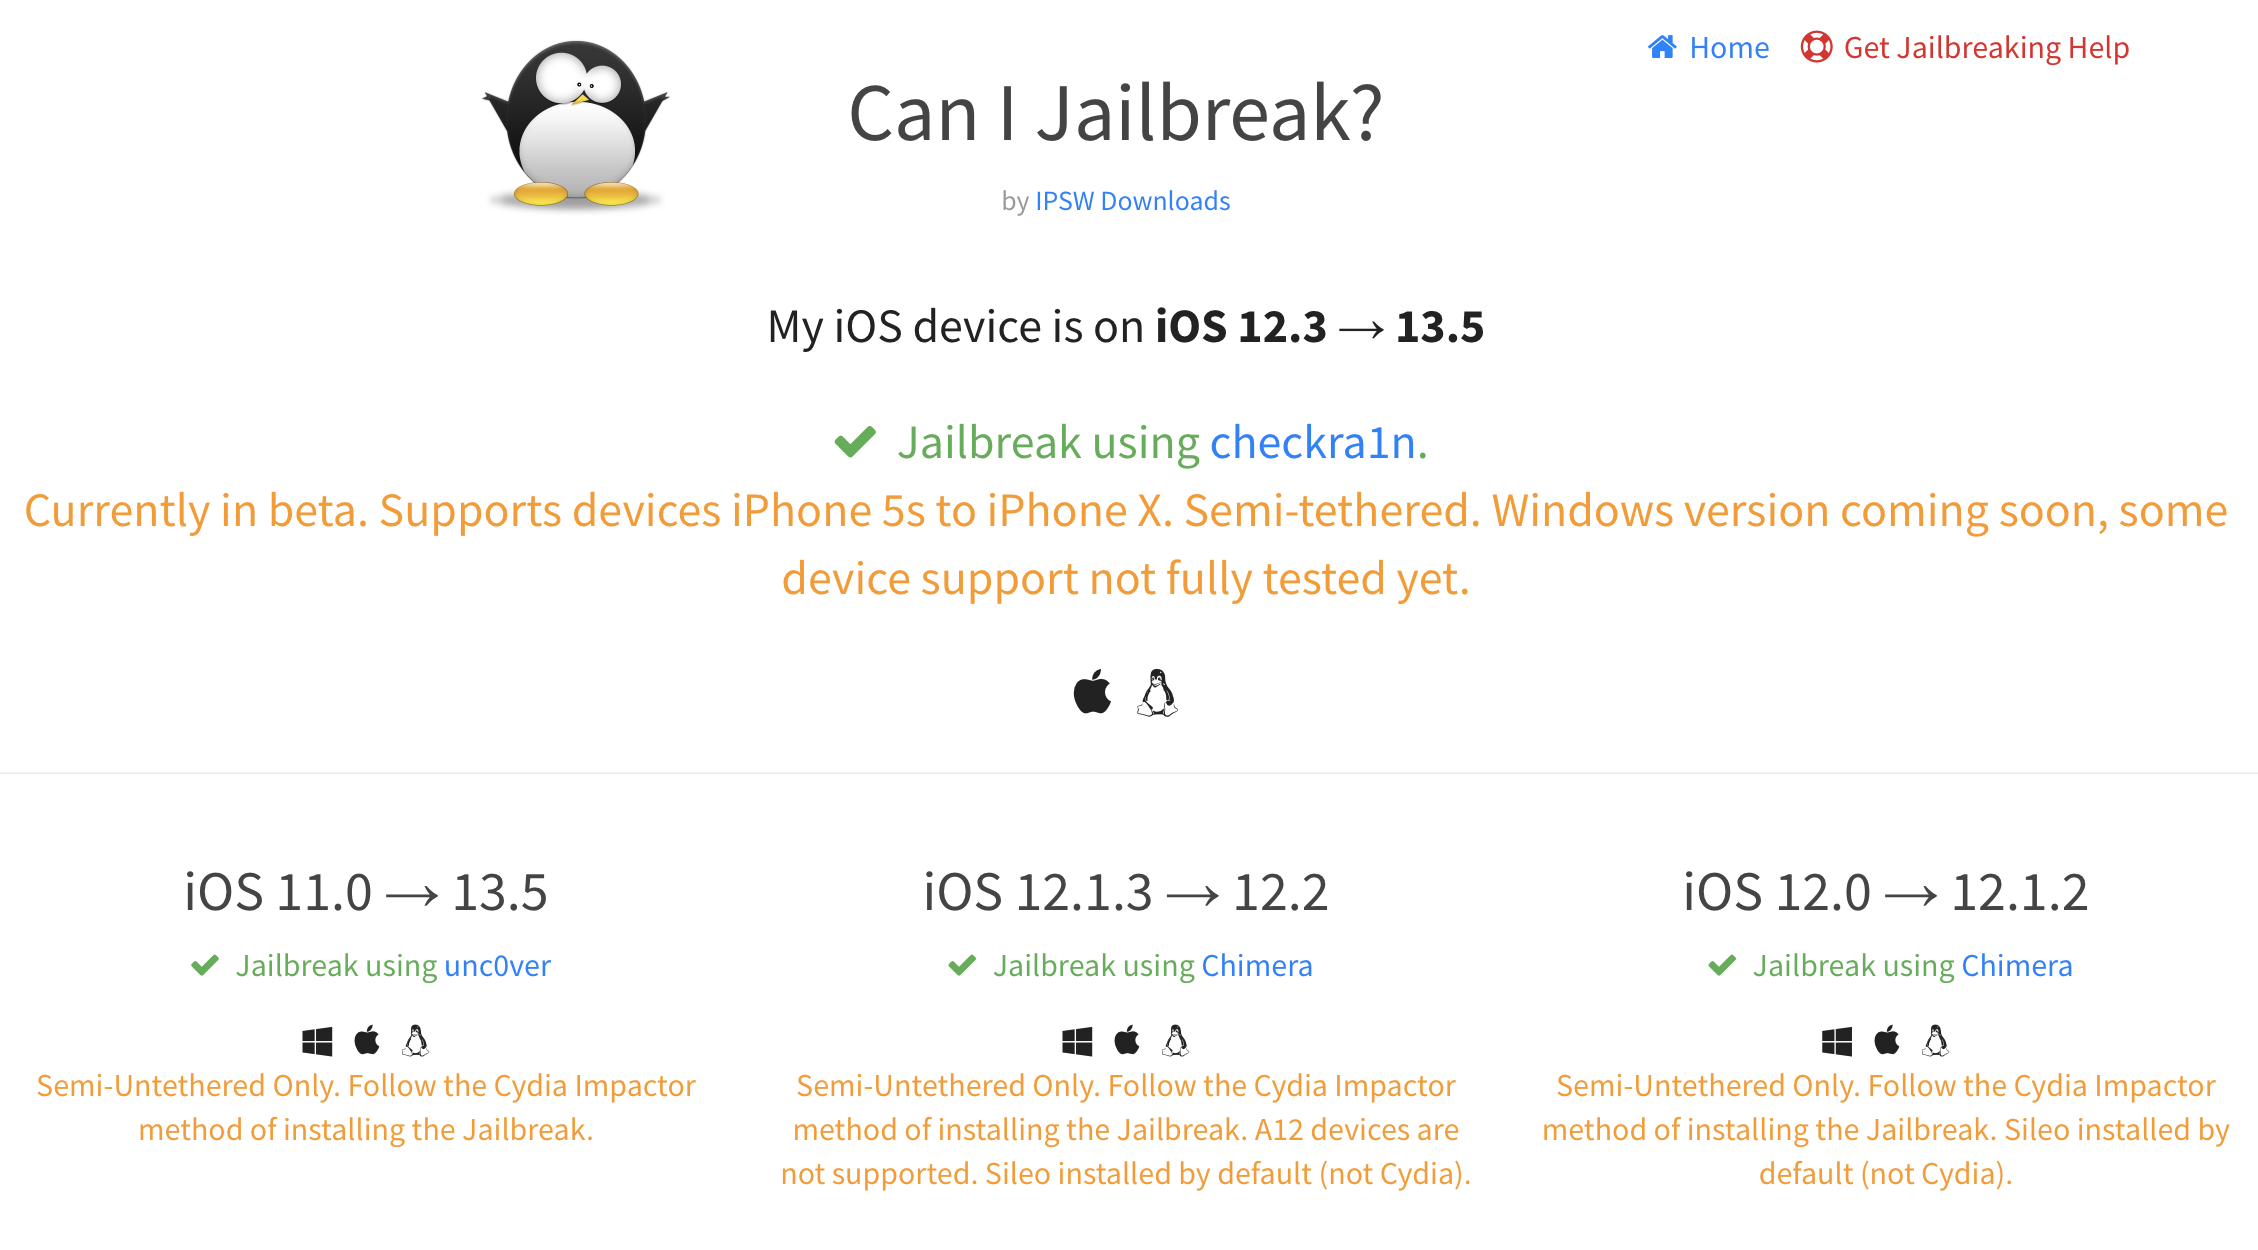 Home Get Jailbreaking Help
Can I Jailbreak?
by IPSW Downloads
My iOS device is on iOS 12.3 → 13.5
Jailbreak using checkra1n.
Currently in beta. Supports devices iPhone 5s to iPhone X. Semi-tethered. Windows version coming soon, some
device support not fully tested yet.
iOS 11.0 → 13.5
Jailbreak using unc0ver
Semi-Untethered Only. Follow the Cydia Impactor
method of installing the Jailbreak.
iOS 12.1.3 → 12.2
Jailbreak using Chimera
Semi-Untethered Only. Follow the Cydia Impactor
method of installing the Jailbreak. A12 devices are
not supported. Sileo installed by default (not Cydia).
iOS 12.0 → 12.1.2
Jailbreak using Chimera
Semi-Untethered Only. Follow the Cydia Impactor
method of installing the Jailbreak. Sileo installed by
default (not Cydia).